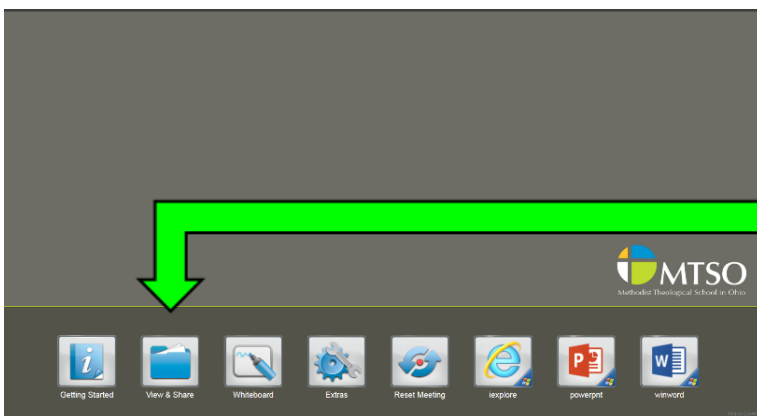 MTSO
Methodist Theological School in Ohio
Getting Started
View & Share
Whiteboard
Extras
Reset Meeting
iexplore
powerpnt
winword